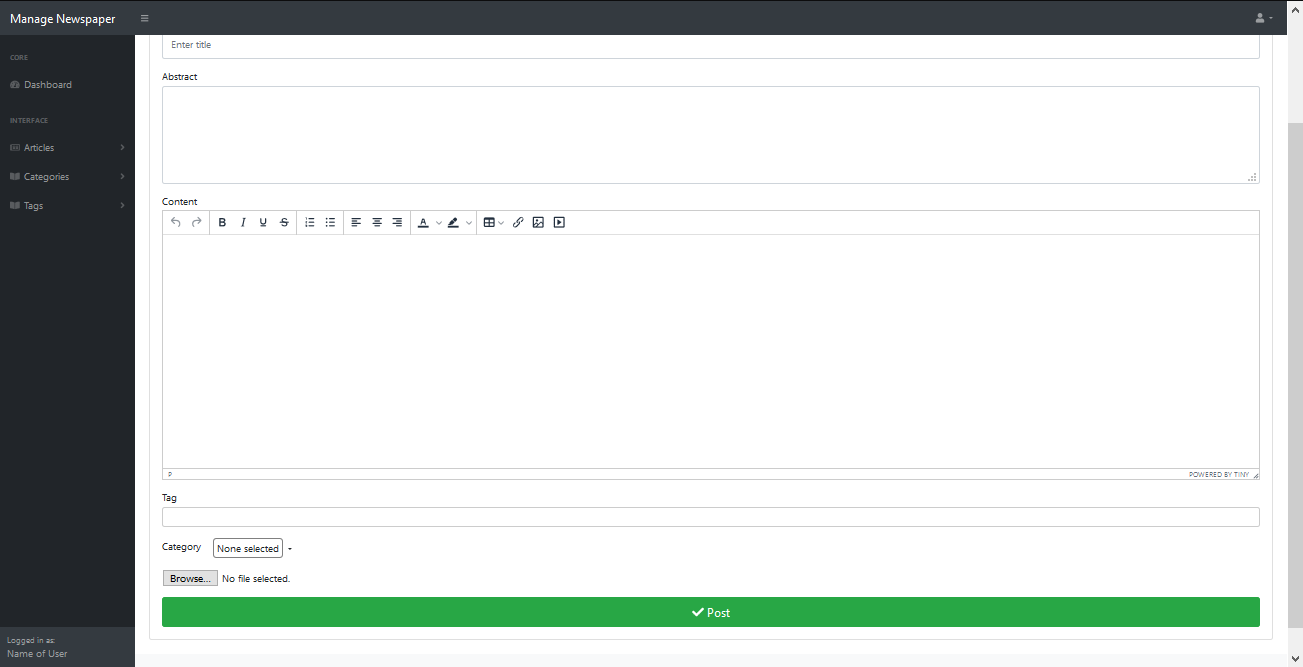 Manage Newspaper
CORE
Dashboard
INTERFACE
Articles
Categories
Tags
Logged in as:
Name of User
Enter title
Abstract
Content
B I U S A
P
POWERED BY TINY
Tag
Category None selected
Browse... No file selected.
Post